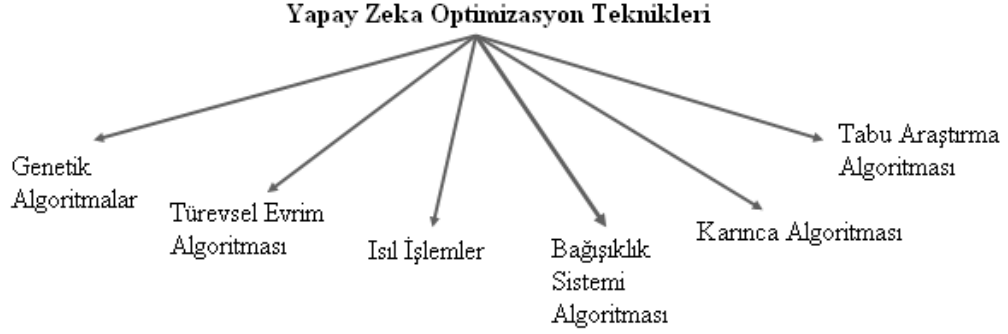 Yapay Zeka Optimizasyon Teknikleri
Genetik
Algoritmalar
Türevsel Evrim
Algoritması
Isıl İşlemler
Bağışıklık
Sistemi
Algoritması
Karınca Algoritması
Tabu Araştırma
Algoritması